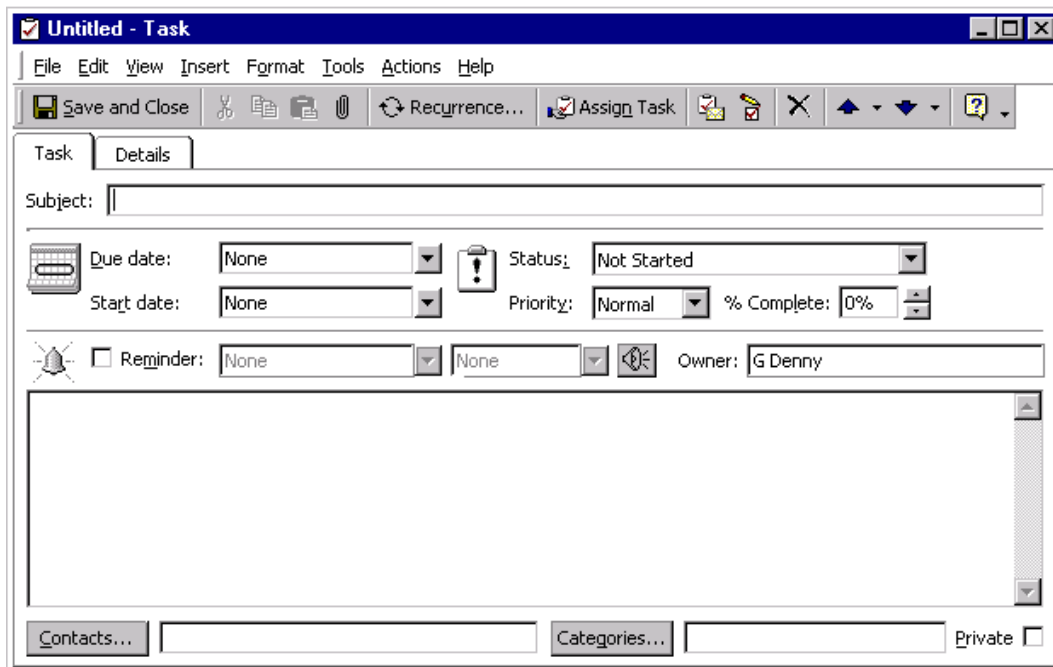 Untitled - Task
File Edit View Insert Format Tools Actions Help
Save and Close Recurrence... Assign Task
Task Details
Subject:
Due date: None Status: Not Started
Start date: None Priority: Normal % Complete: 0%
Reminder: None None Owner: G Denny
Contacts... Categories... Private